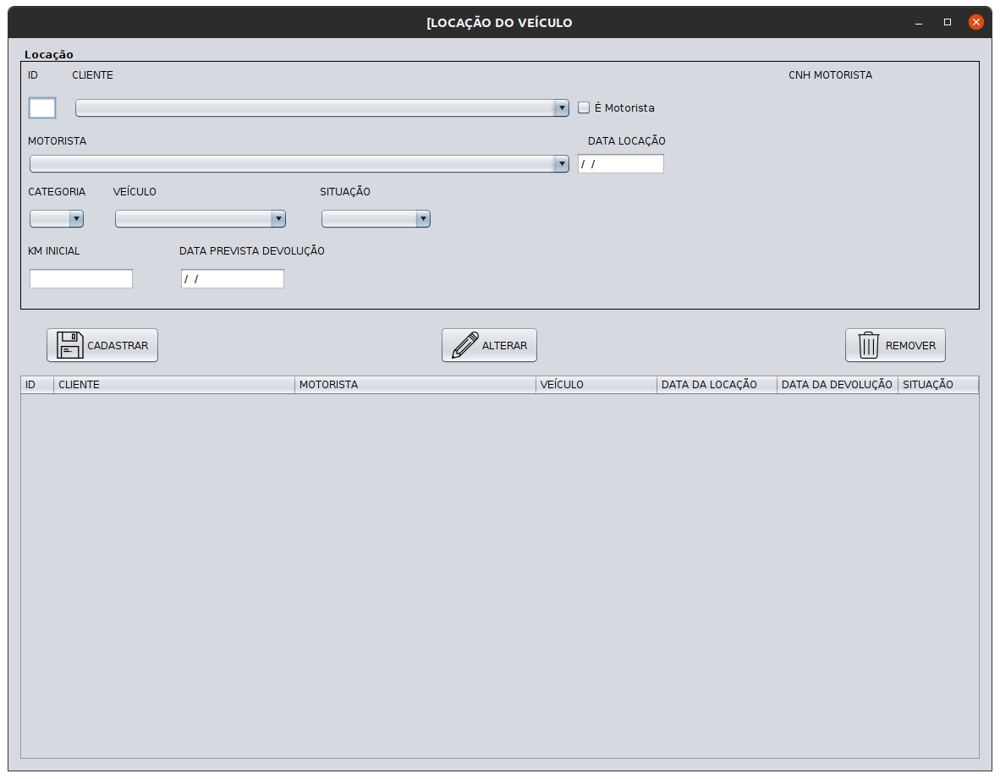 [LOCAÇÃO DO VEÍCULO
Locação
ID CLIENTE CNH MOTORISTA
É Motorista
MOTORISTA DATA LOCAÇÃO
/ /
CATEGORIA VEÍCULO SITUAÇÃO
KM INICIAL DATA PREVISTA DEVOLUÇÃO
/ /
CADASTRAR ALTERAR REMOVER
ID CLIENTE MOTORISTA VEÍCULO DATA DA LOCAÇÃO DATA DA DEVOLUÇÃO SITUAÇÃO